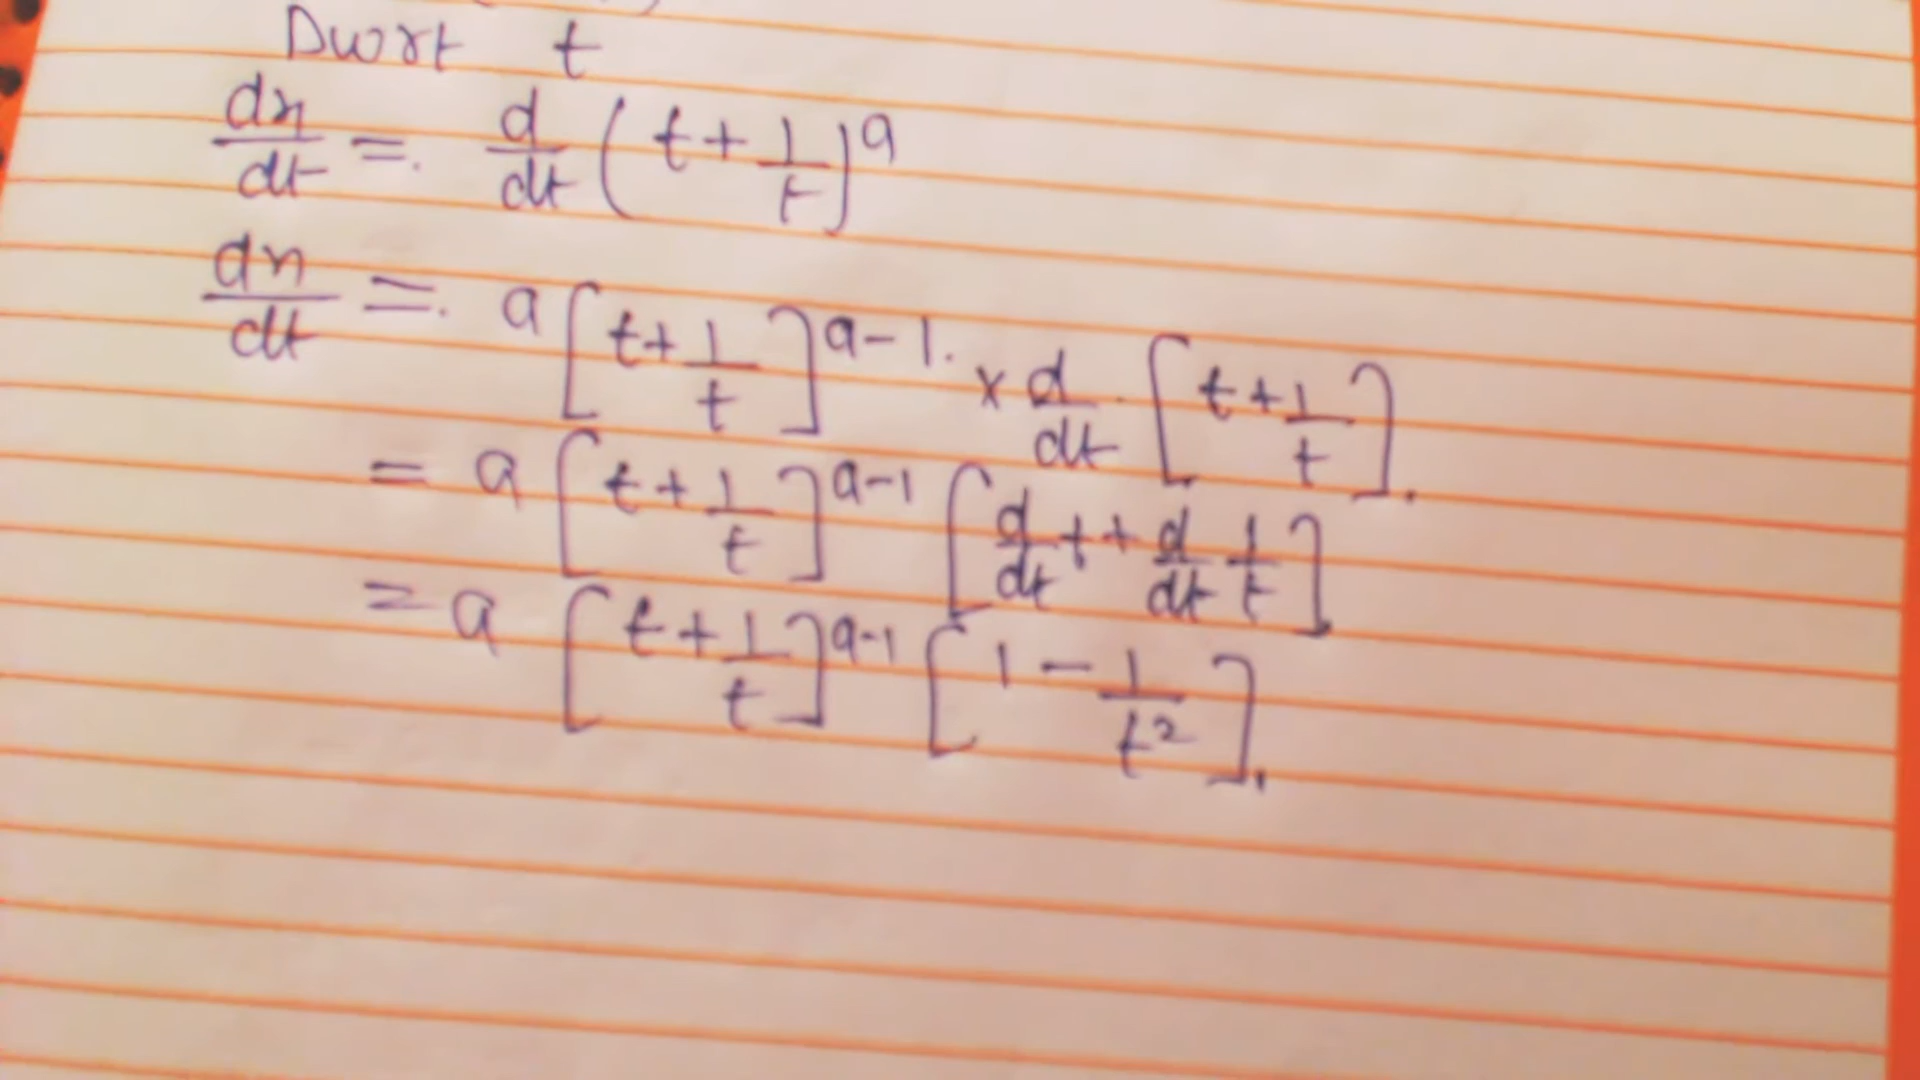 Dwrt t
dx/dt = d/dt (t + 1/t)^a
dx/dt = a [t + 1/t]^a-1 × d/dt [t + 1/t].
= a [t + 1/t]^a-1 [d/dt t + d/dt 1/t]
= a [t + 1/t]^a-1 [1 - 1/t²].